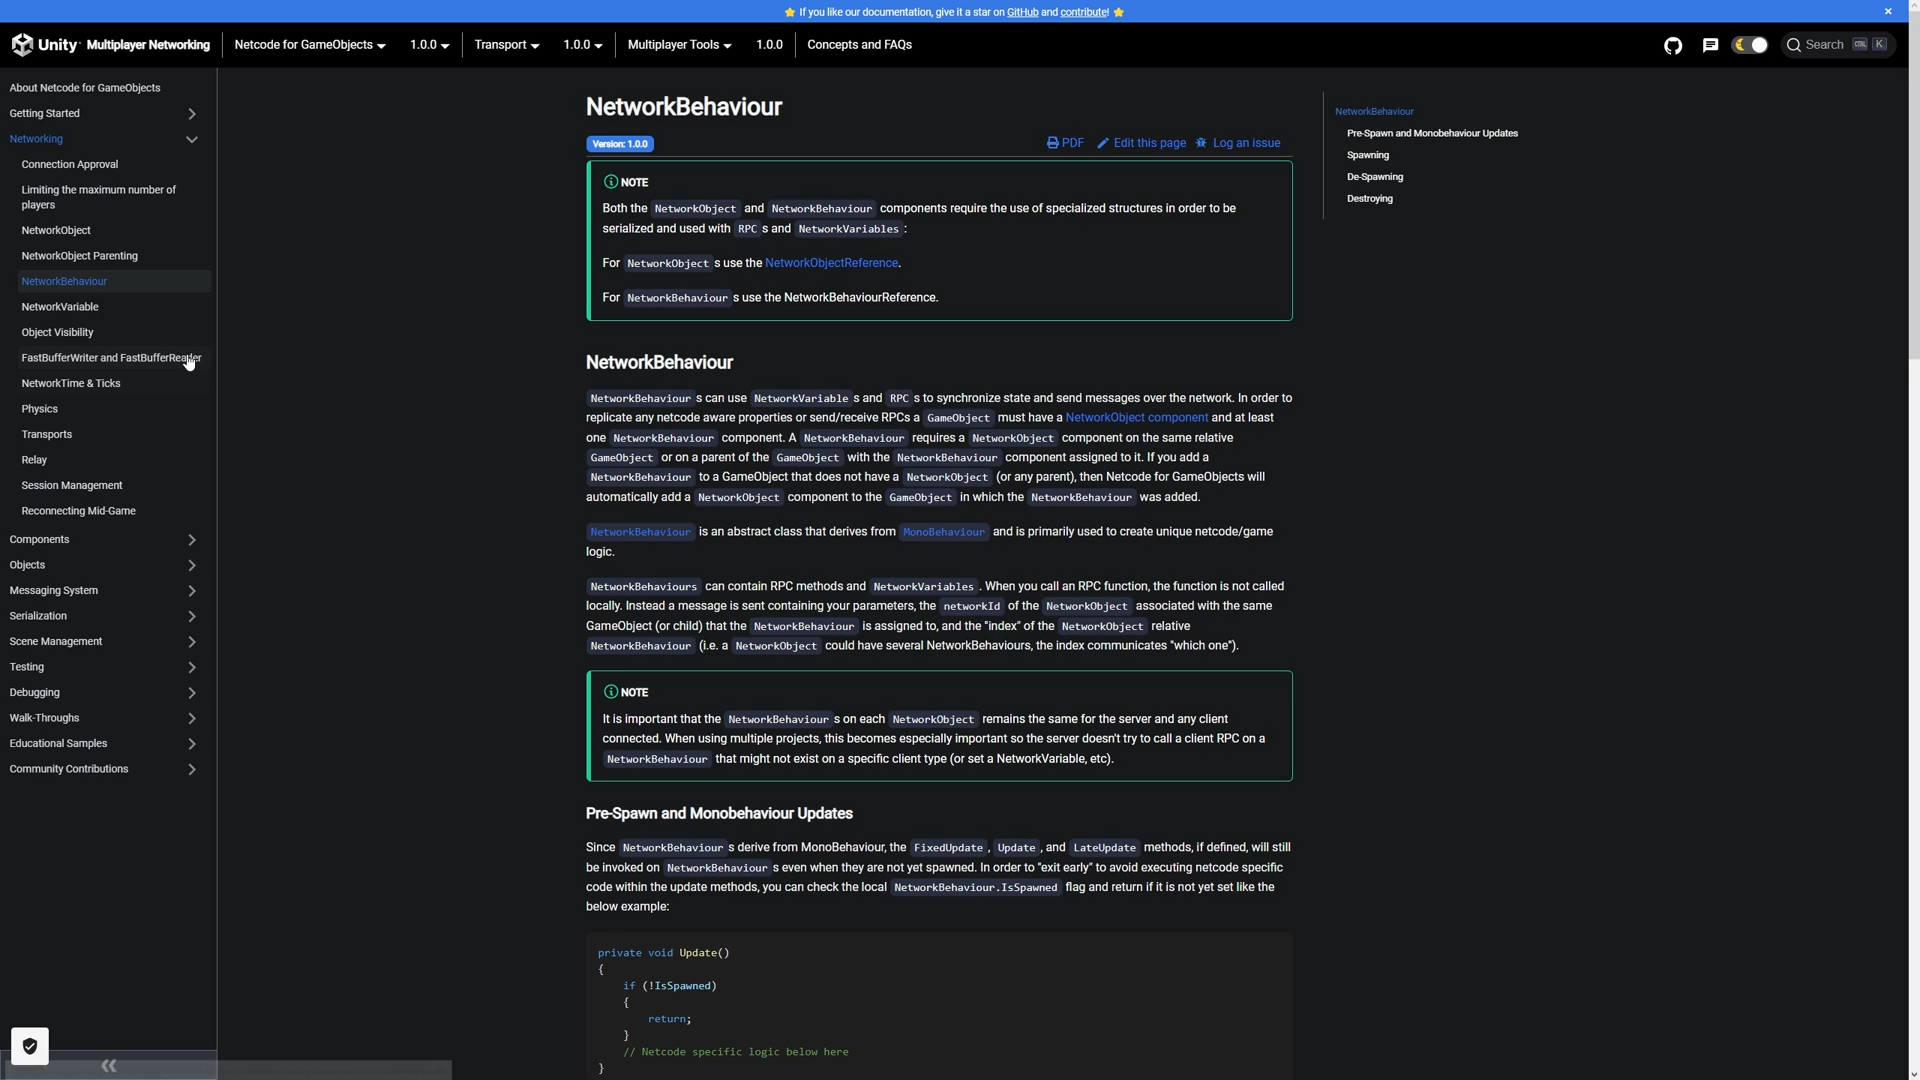 ⭐ If you like our documentation, give it a star on GitHub and contribute! ⭐
Unity Multiplayer Networking
Netcode for GameObjects
1.0.0
Transport
1.0.0
Multiplayer Tools
1.0.0
Concepts and FAQs
Search CTRL K
About Netcode for GameObjects
Getting Started
Networking
Connection Approval
Limiting the maximum number of
players
NetworkObject
NetworkObject Parenting
NetworkBehaviour
NetworkVariable
Object Visibility
FastBufferWriter and FastBufferReader
NetworkTime & Ticks
Physics
Transports
Relay
Session Management
Reconnecting Mid-Game
Components
Objects
Messaging System
Serialization
Scene Management
Testing
Debugging
Walk-Throughs
Educational Samples
Community Contributions
NetworkBehaviour
Version: 1.0.0
PDF
Edit this page
Log an issue
NOTE
Both the NetworkObject and NetworkBehaviour components require the use of specialized structures in order to be
serialized and used with RPC s and NetworkVariables :
For NetworkObject s use the NetworkObjectReference.
For NetworkBehaviour s use the NetworkBehaviourReference.
NetworkBehaviour
NetworkBehaviour s can use NetworkVariable s and RPC s to synchronize state and send messages over the network. In order to
replicate any netcode aware properties or send/receive RPCs a GameObject must have a NetworkObject component and at least
one NetworkBehaviour component. A NetworkBehaviour requires a NetworkObject component on the same relative
GameObject or on a parent of the GameObject with the NetworkBehaviour component assigned to it. If you add a
NetworkBehaviour to a GameObject that does not have a NetworkObject (or any parent), then Netcode for GameObjects will
automatically add a NetworkObject component to the GameObject in which the NetworkBehaviour was added.
NetworkBehaviour is an abstract class that derives from MonoBehaviour and is primarily used to create unique netcode/game
logic.
NetworkBehaviours can contain RPC methods and NetworkVariables . When you call an RPC function, the function is not called
locally. Instead a message is sent containing your parameters, the networkId of the NetworkObject associated with the same
GameObject (or child) that the NetworkBehaviour is assigned to, and the "index" of the NetworkObject relative
NetworkBehaviour (i.e. a NetworkObject could have several NetworkBehaviours, the index communicates "which one").
NOTE
It is important that the NetworkBehaviour s on each NetworkObject remains the same for the server and any client
connected. When using multiple projects, this becomes especially important so the server doesn't try to call a client RPC on a
NetworkBehaviour that might not exist on a specific client type (or set a NetworkVariable, etc).
Pre-Spawn and Monobehaviour Updates
Since NetworkBehaviour s derive from MonoBehaviour, the FixedUpdate , Update , and LateUpdate methods, if defined, will still
be invoked on NetworkBehaviour s even when they are not yet spawned. In order to "exit early" to avoid executing netcode specific
code within the update methods, you can check the local NetworkBehaviour.IsSpawned flag and return if it is not yet set like the
below example:
private void Update()
{
if (!IsSpawned)
{
return;
}
// Netcode specific logic below here
}
NetworkBehaviour
Pre-Spawn and Monobehaviour Updates
Spawning
De-Spawning
Destroying